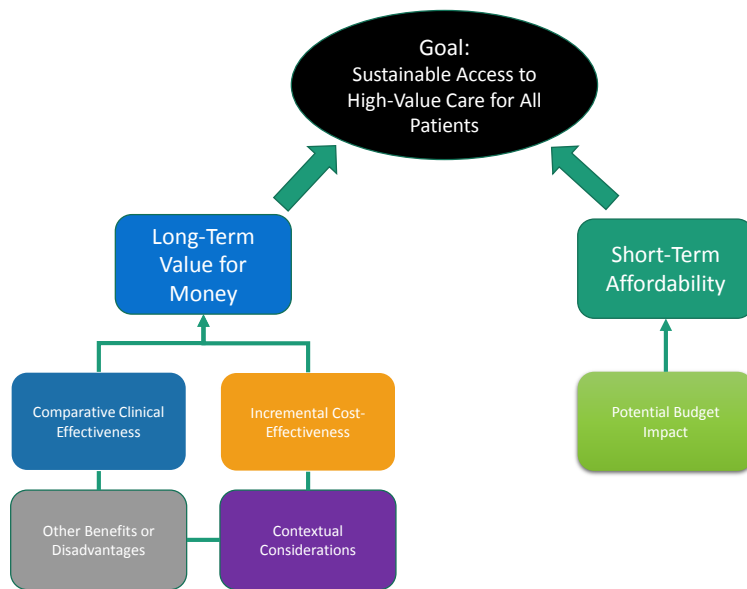 Goal:
Sustainable Access to
High-Value Care for All
Patients
Long-Term
Value for
Money
Short-Term
Affordability
Comparative Clinical
Effectiveness
Incremental Cost-
Effectiveness
Potential Budget
Impact
Other Benefits or
Disadvantages
Contextual
Considerations